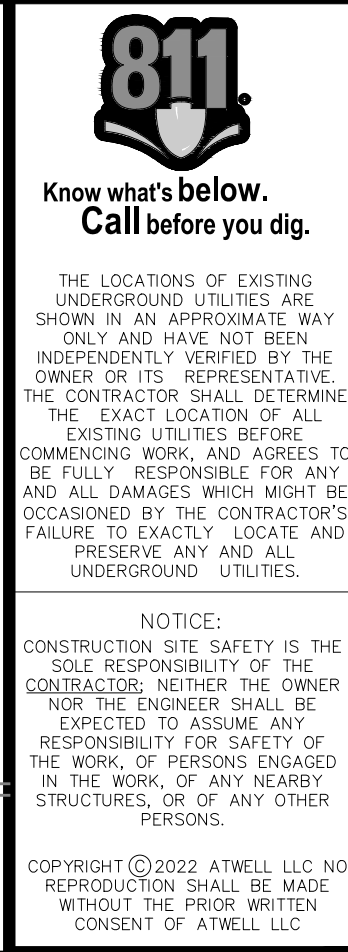 811.
Know what's below.
Call before you dig.
THE LOCATIONS OF EXISTING
UNDERGROUND UTILITIES ARE
SHOWN IN AN APPROXIMATE WAY
ONLY AND HAVE NOT BEEN
INDEPENDENTLY VERIFIED BY THE
OWNER OR ITS REPRESENTATIVE.
THE CONTRACTOR SHALL DETERMINE
THE EXACT LOCATION OF ALL
EXISTING UTILITIES BEFORE
COMMENCING WORK, AND AGREES TO
BE FULLY RESPONSIBLE FOR ANY
AND ALL DAMAGES WHICH MIGHT BE
OCCASIONED BY THE CONTRACTOR'S
FAILURE TO EXACTLY LOCATE AND
PRESERVE ANY AND ALL
UNDERGROUND UTILITIES.
NOTICE:
CONSTRUCTION SITE SAFETY IS THE
SOLE RESPONSIBILITY OF THE
CONTRACTOR; NEITHER THE OWNER
NOR THE ENGINEER SHALL BE
EXPECTED TO ASSUME ANY
RESPONSIBILITY FOR SAFETY OF
THE WORK, OF PERSONS ENGAGED
IN THE WORK, OF ANY NEARBY
STRUCTURES, OR OF ANY OTHER
PERSONS.
COPYRIGHT Ⓒ 2022 ATWELL LLC NO
REPRODUCTION SHALL BE MADE
WITHOUT THE PRIOR WRITTEN
CONSENT OF ATWELL LLC